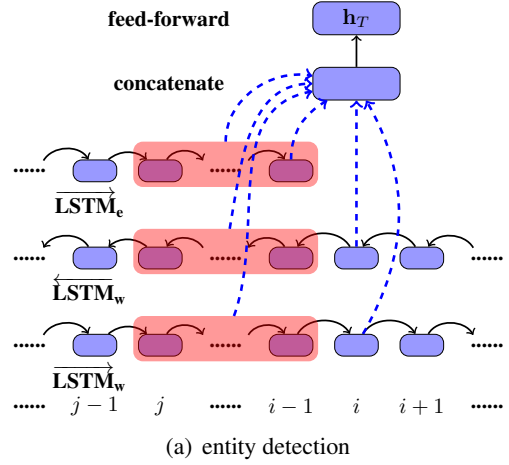 feed-forward
h_T
concatenate
...... ...... 
LSTM_e
...... ...... ......
LSTM_w
...... ...... ......
LSTM_w
...... j − 1 j ...... i − 1 i i + 1 ......
(a) entity detection